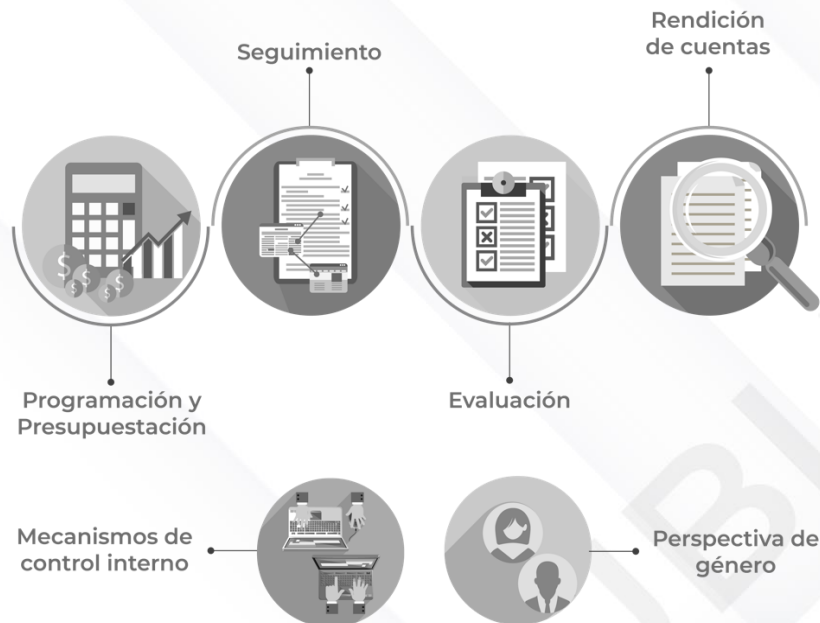 Rendición
de cuentas
Seguimiento
Programación y
Presupuestación
Evaluación
Mecanismos de
control interno
Perspectiva de
género